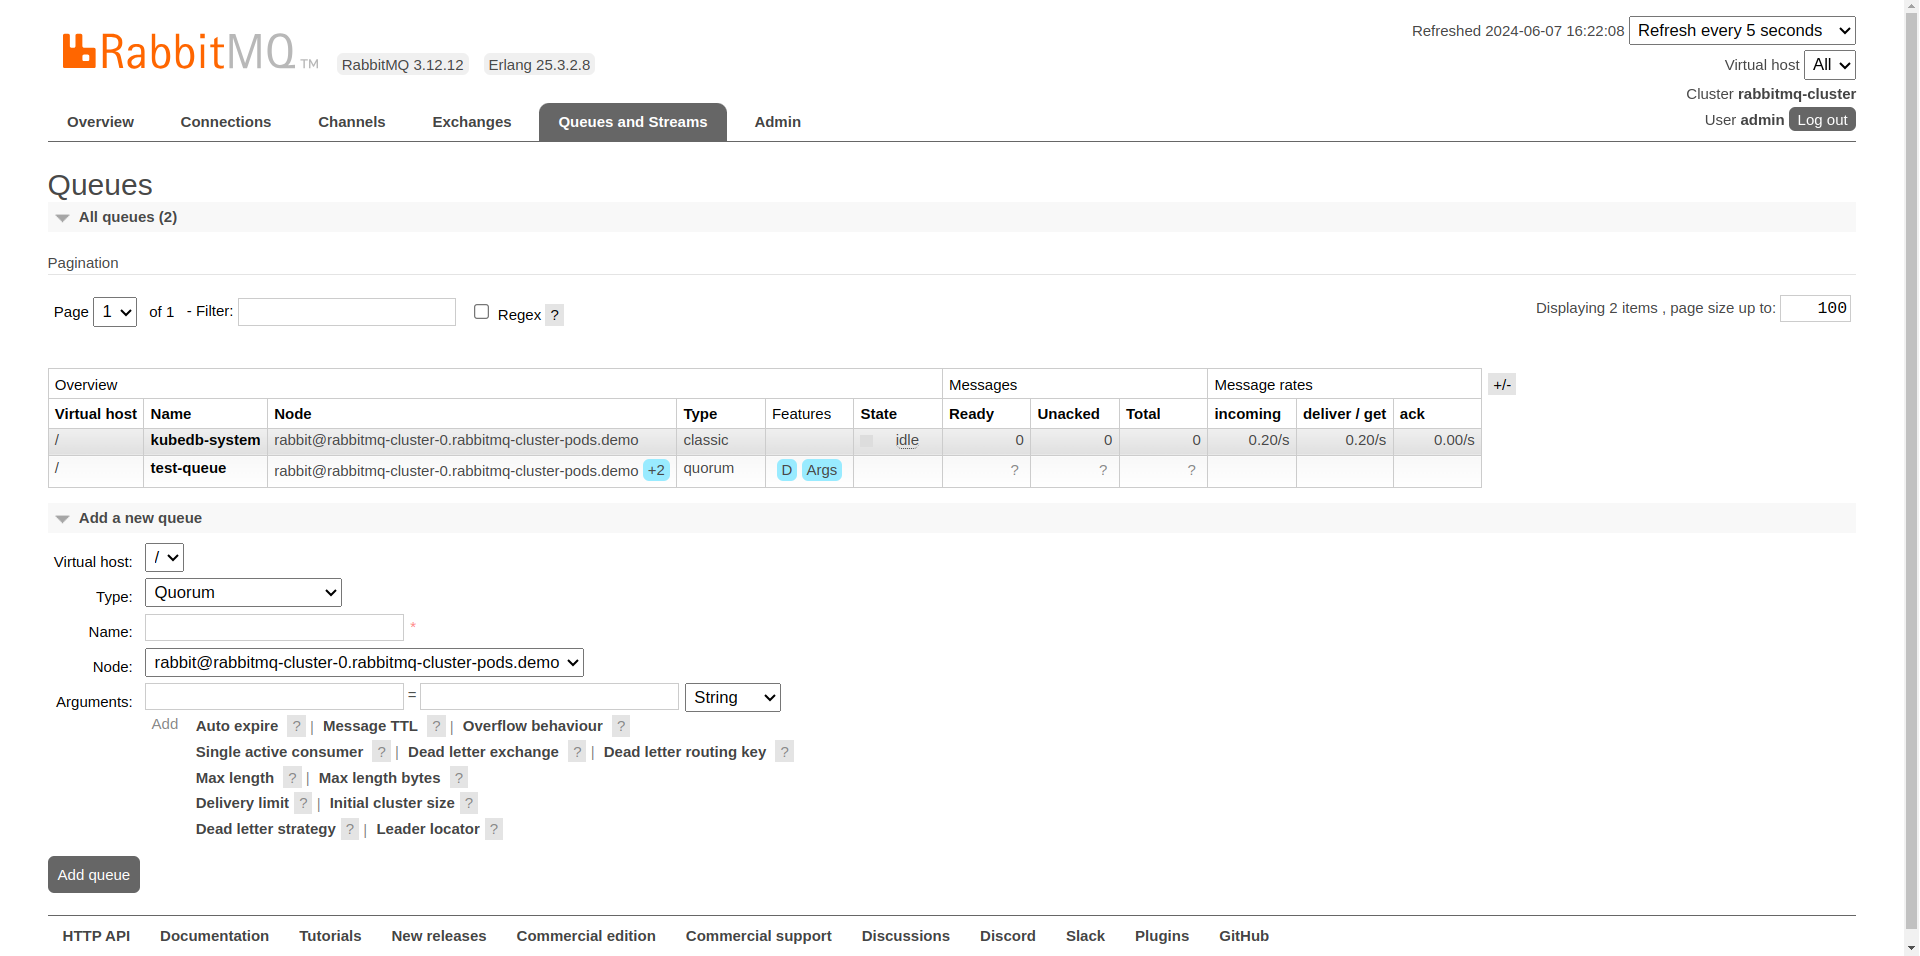 RabbitMQ TM RabbitMQ 3.12.12 Erlang 25.3.2.8
Refreshed 2024-06-07 16:22:08 Refresh every 5 seconds
Virtual host All
Cluster rabbitmq-cluster
User admin Log out
Overview Connections Channels Exchanges Queues and Streams Admin
Queues
All queues (2)
Pagination
Page 1 of 1 - Filter: Regex ? Displaying 2 items , page size up to: 100
Overview Messages Message rates +/-
Virtual host Name Node Type Features State Ready Unacked Total incoming deliver / get ack
/ kubedb-system rabbit@rabbitmq-cluster-0.rabbitmq-cluster-pods.demo classic idle 0 0 0 0.20/s 0.20/s 0.00/s
/ test-queue rabbit@rabbitmq-cluster-0.rabbitmq-cluster-pods.demo +2 quorum D Args ? ? ?
Add a new queue
Virtual host: /
Type: Quorum
Name: *
Node: rabbit@rabbitmq-cluster-0.rabbitmq-cluster-pods.demo
Arguments: = String
Add Auto expire ? | Message TTL ? | Overflow behaviour ?
Single active consumer ? | Dead letter exchange ? | Dead letter routing key ?
Max length ? | Max length bytes ?
Delivery limit ? | Initial cluster size ?
Dead letter strategy ? | Leader locator ?
Add queue
HTTP API Documentation Tutorials New releases Commercial edition Commercial support Discussions Discord Slack Plugins GitHub